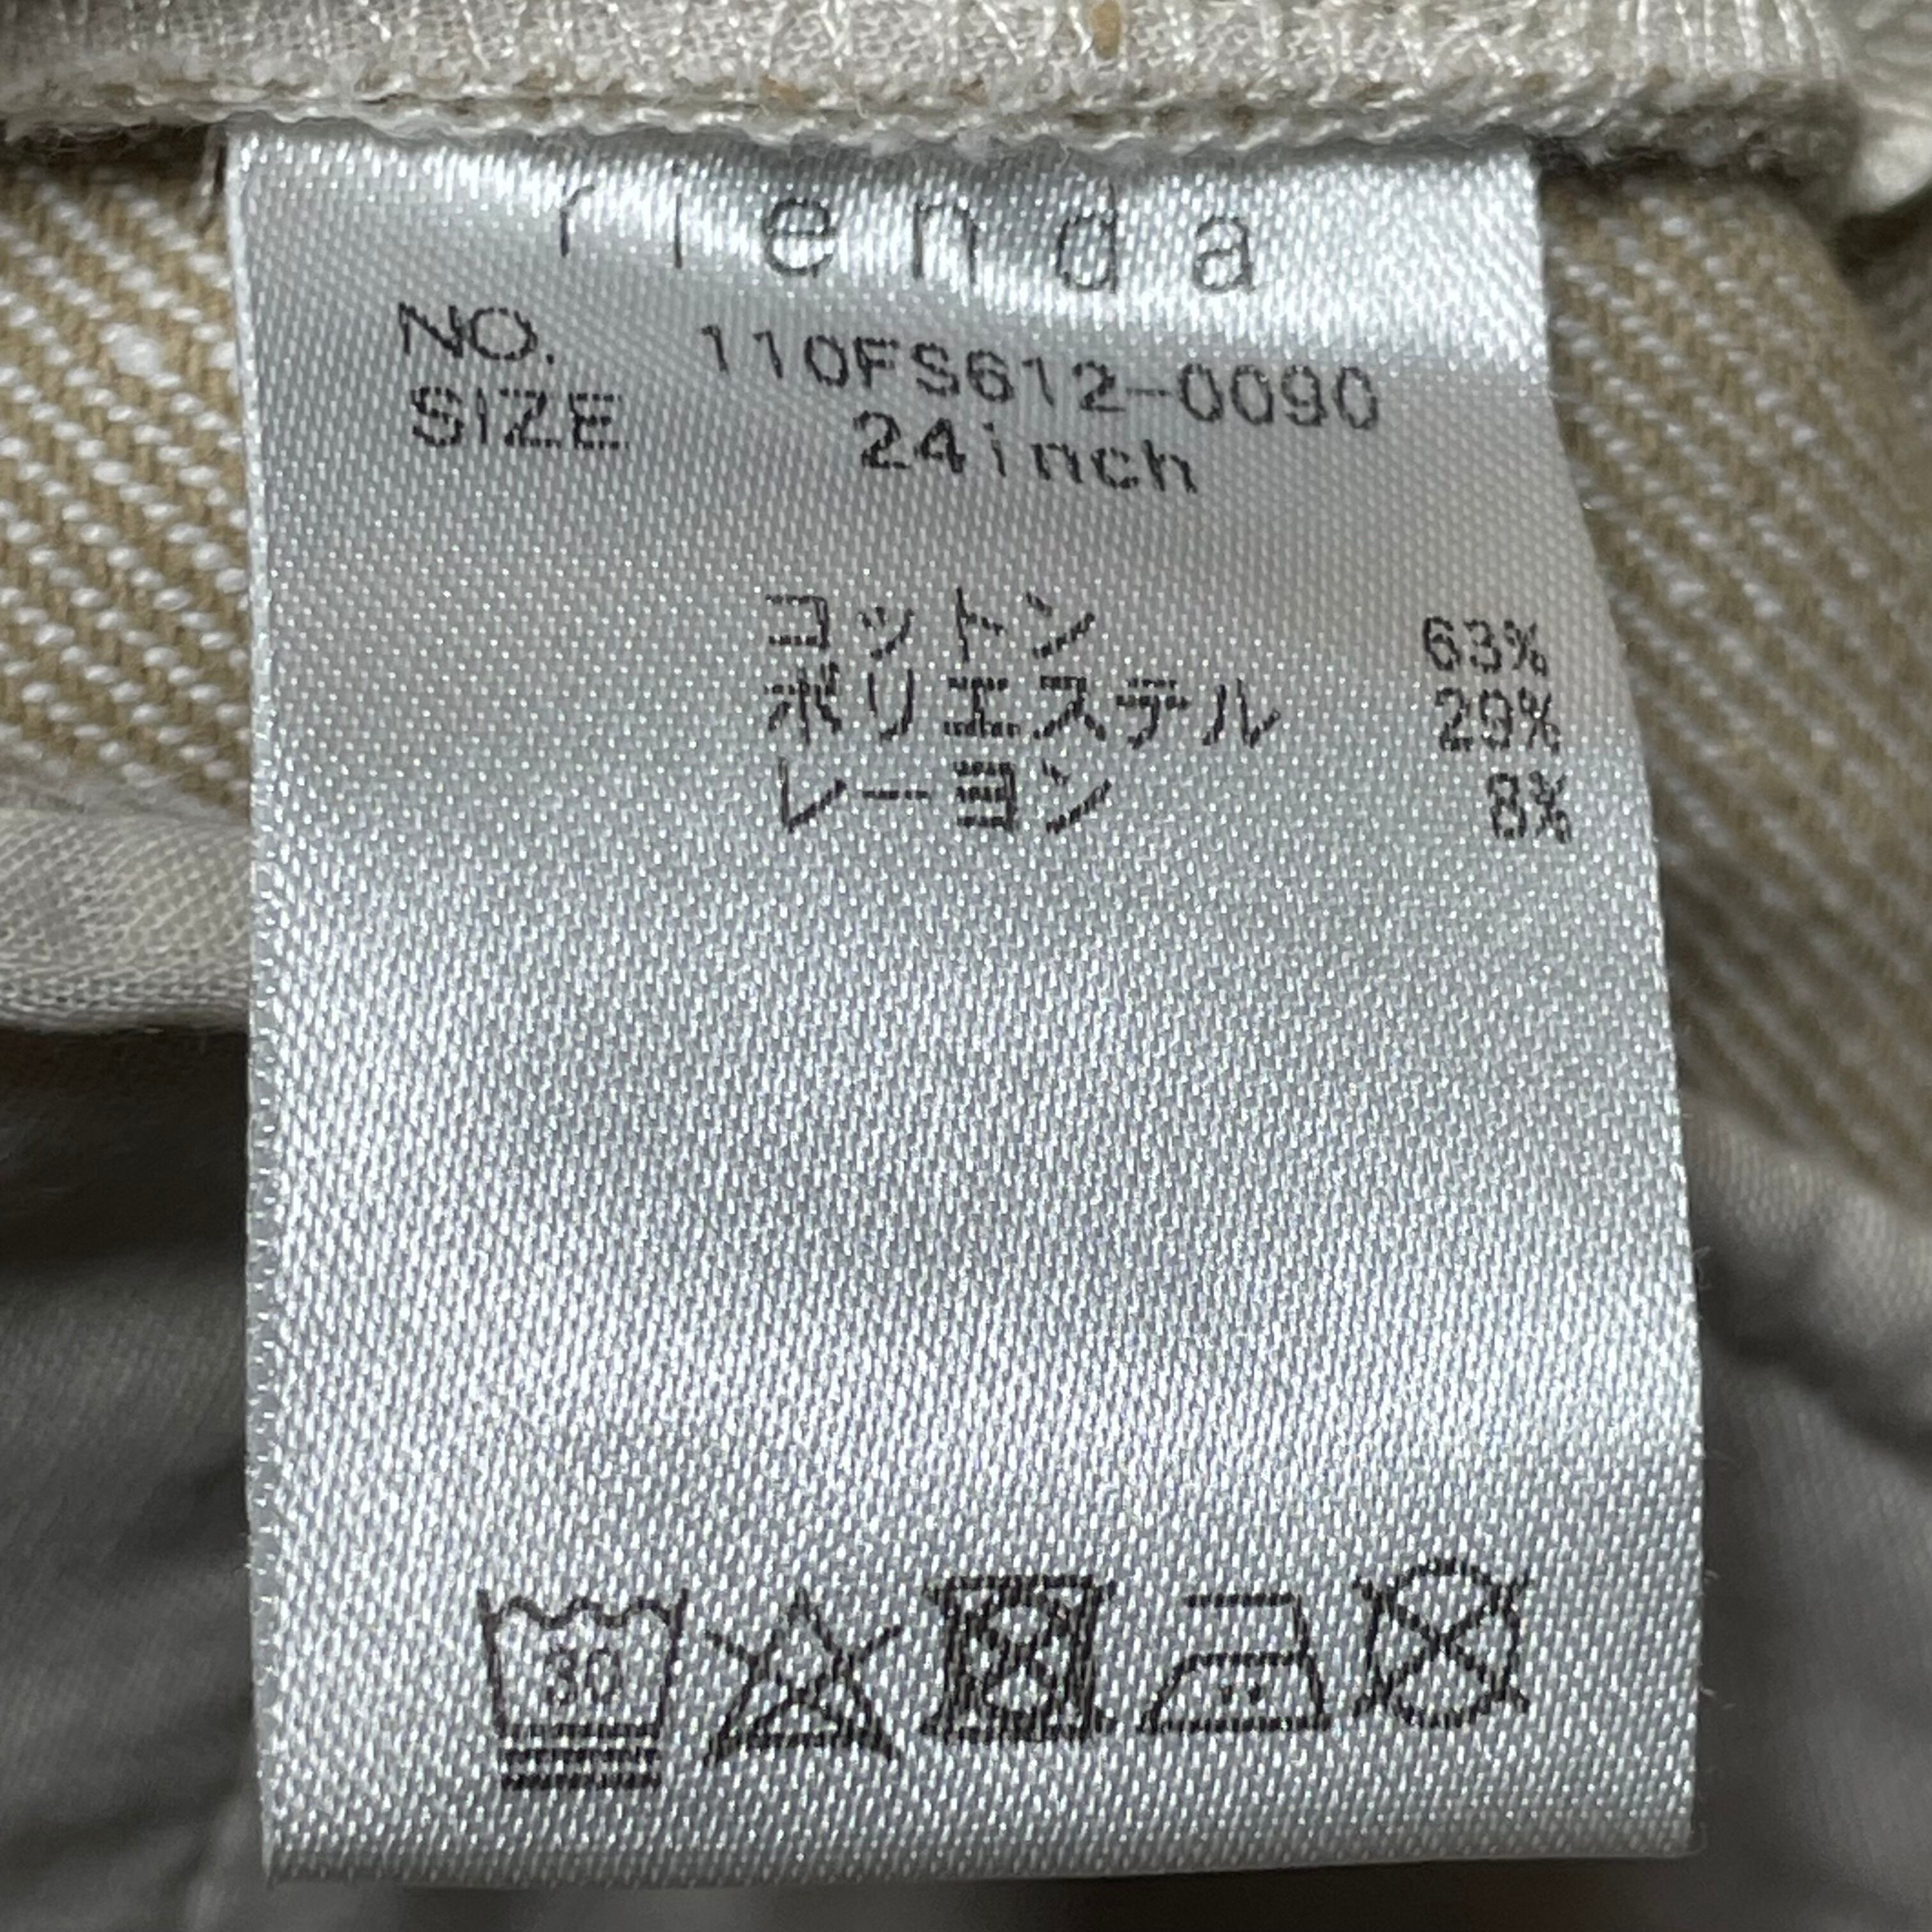 rienda
NO. 110FS612-0090
SIZE 24inch
コットン 63%
ポリエステル 29%
レーヨン 8%
30